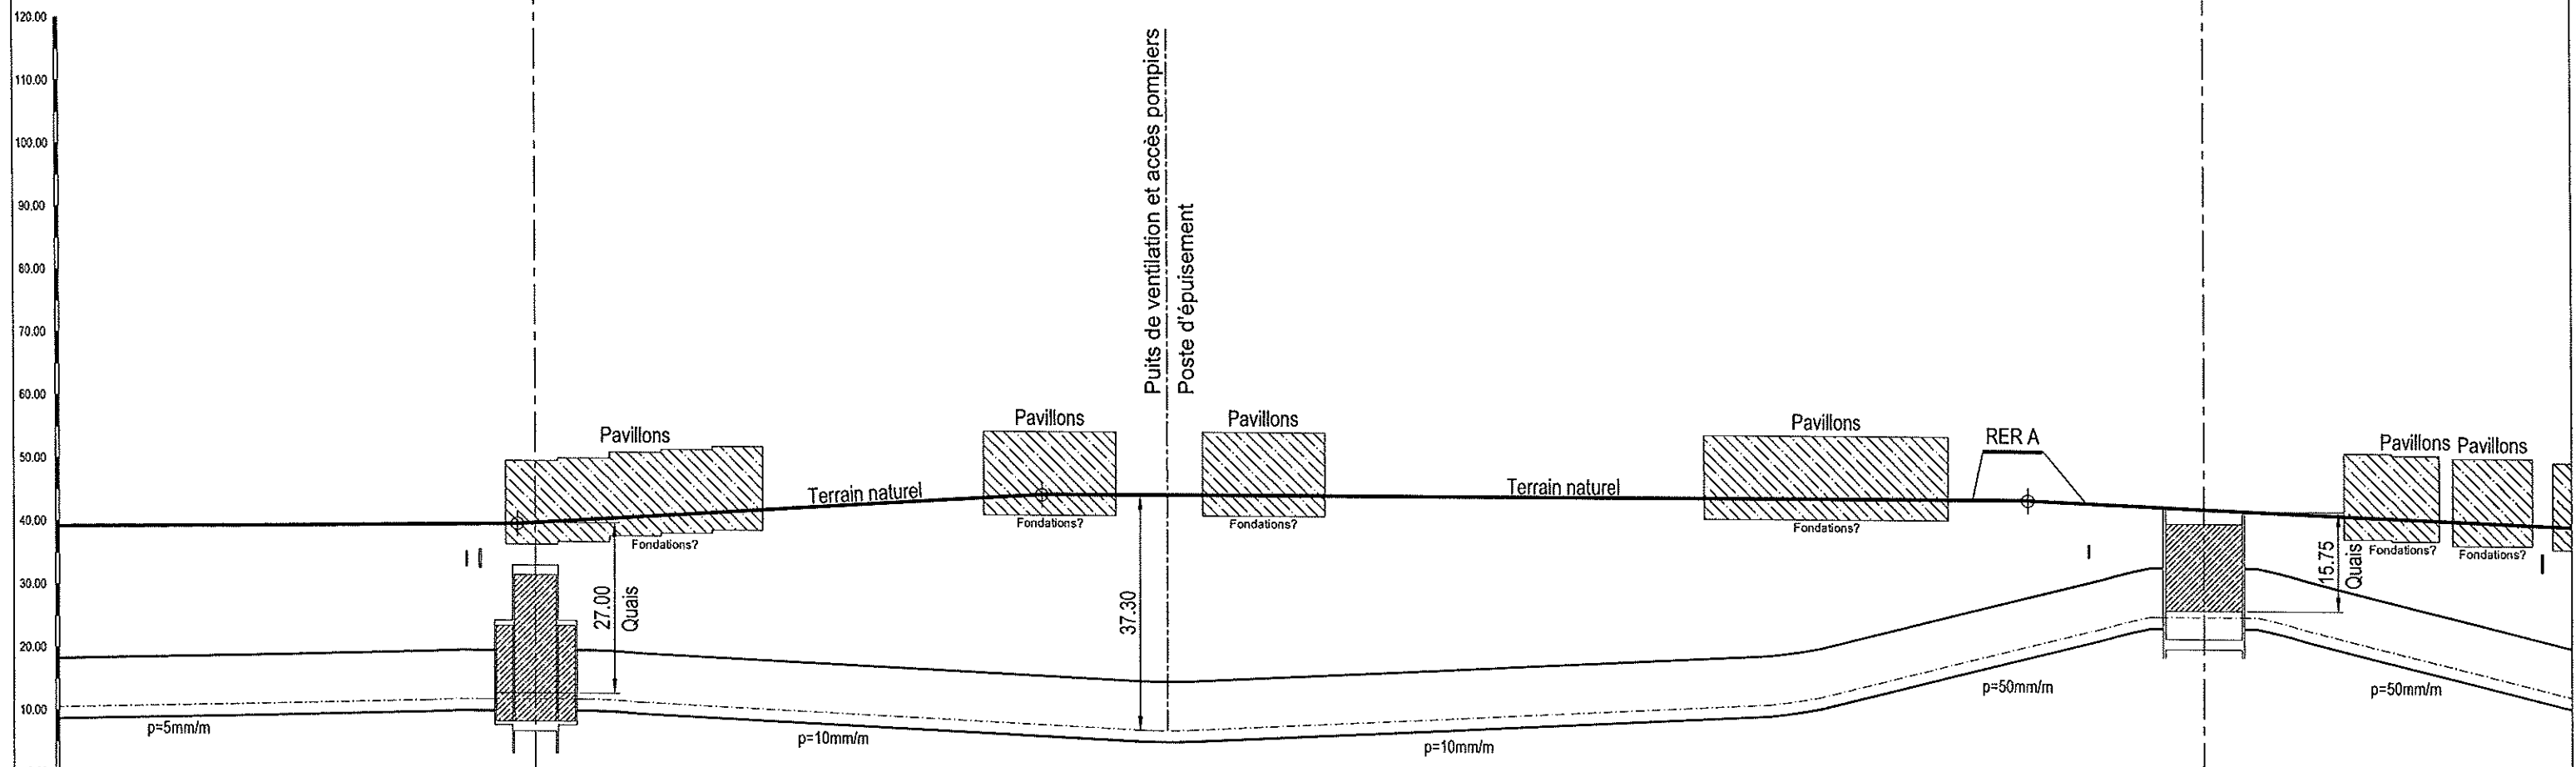 120.00
110.00
100.00
90.00
80.00
70.00
60.00
50.00
40.00
30.00
20.00
10.00
Puits de ventilation et accès pompiers
Poste d'épuisement
Pavillons
Pavillons
Pavillons
Pavillons
RER A
Pavillons
Pavillons
Terrain naturel
Terrain naturel
Fondations?
Fondations?
Fondations?
Fondations?
Fondations?
Fondations?
27.00
Quais
37.30
15.75
Quais
p=5mm/m
p=10mm/m
p=10mm/m
p=50mm/m
p=50mm/m